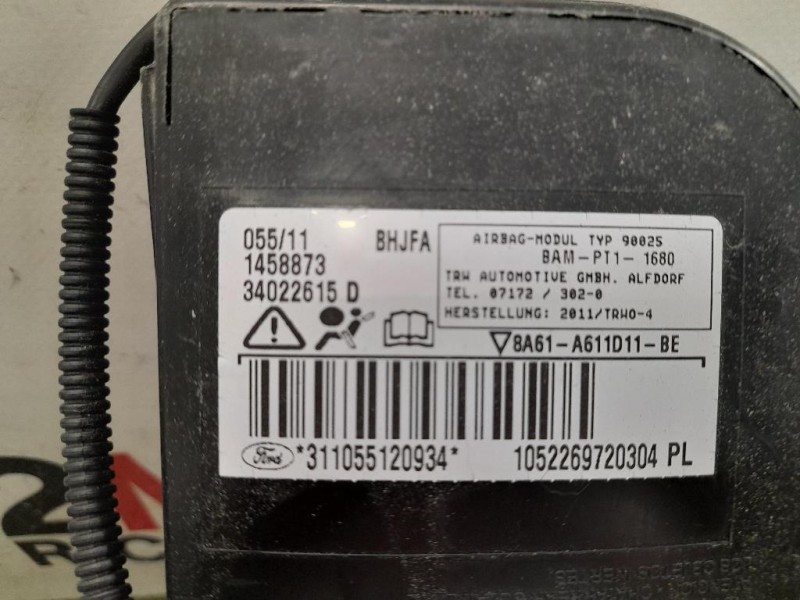 055/11 BHJFA
1458873
34022615 D
AIRBAG-MODUL TYP 90025
BAM-PT1- 1680
TRW AUTOMOTIVE GMBH. ALFDORF
TEL. 07172 / 302-0
HERSTELLUNG: 2011/TRWO-4
8A61-A611D11-BE
Ford *311055120934* 1052269720304 PL